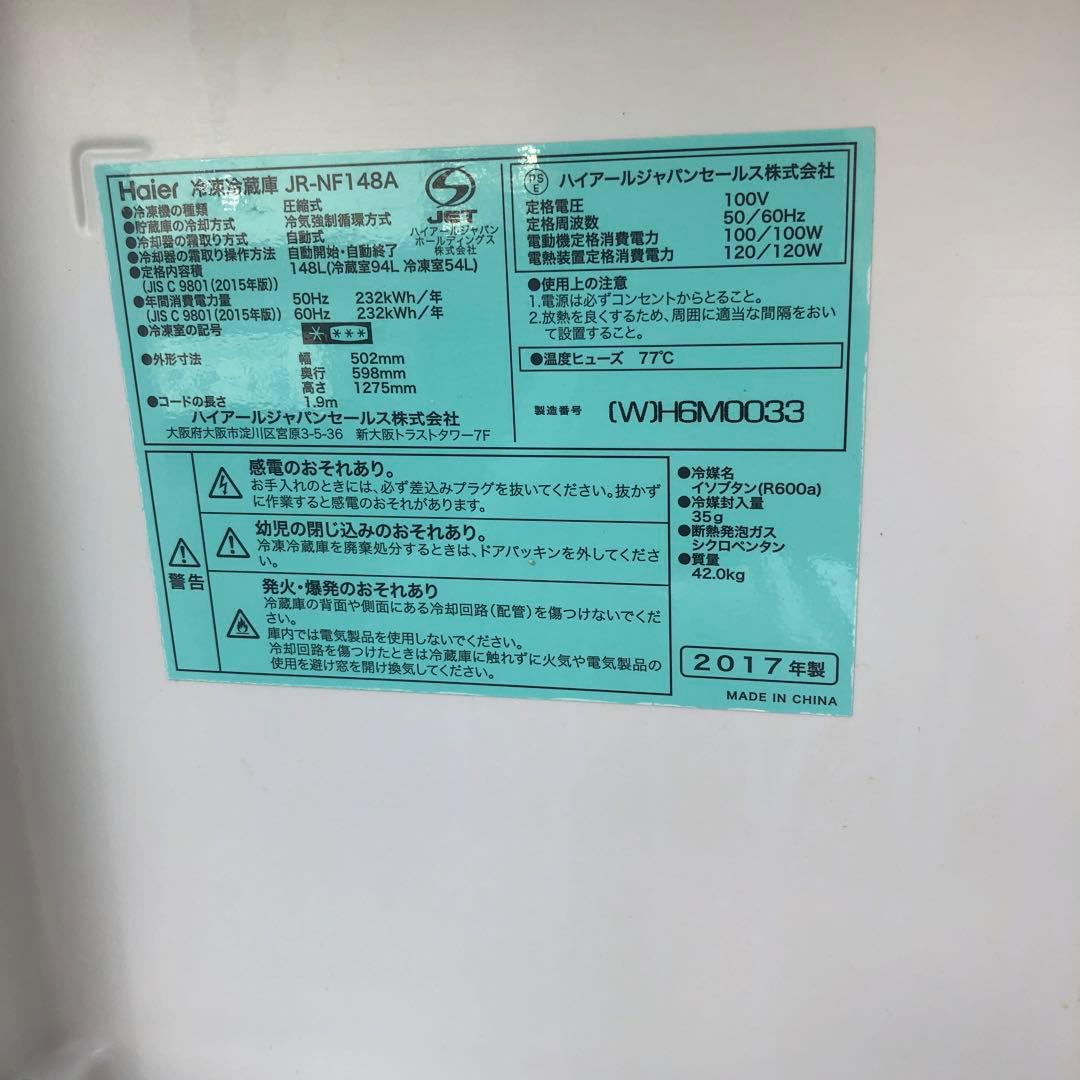 Haier 冷凍冷蔵庫 JR-NF148A
●冷凍機の種類 圧縮式
●貯蔵庫の冷却方式 冷気強制循環方式
●冷却器の霜取り方式 自動式
●冷却器の霜取り操作方法 自動開始・自動終了
●定格内容積 148L(冷蔵室94L 冷凍室54L)
(JIS C 9801(2015年版))
●年間消費電力量 50Hz 232kWh/年
(JIS C 9801(2015年版)) 60Hz 232kWh/年
●冷凍室の記号 * ***
●外形寸法 幅 502mm
奥行 598mm
高さ 1275mm
●コードの長さ 1.9m
ハイアールジャパンセールス株式会社
大阪府大阪市淀川区宮原3-5-36 新大阪トラストタワー7F
JET
ハイアールジャパン
ホールディングス
株式会社
PS
E
ハイアールジャパンセールス株式会社
定格電圧 100V
定格周波数 50/60Hz
電動機定格消費電力 100/100W
電熱装置定格消費電力 120/120W
●使用上の注意
1.電源は必ずコンセントからとること。
2.放熱を良くするため、周囲に適当な間隔をおい
て設置すること。
●温度ヒューズ 77℃
製造番号 (W)H6M0033
警告
感電のおそれあり。
お手入れのときには、必ず差込みプラグを抜いてください。抜かず
に作業すると感電のおそれがあります。
幼児の閉じ込みのおそれあり。
冷凍冷蔵庫を廃棄処分するときは、ドアパッキンを外してくださ
い。
発火・爆発のおそれあり
冷蔵庫の背面や側面にある冷却回路(配管)を傷つけないでくだ
さい。
庫内では電気製品を使用しないでください。
冷却回路を傷つけたときは冷蔵庫に触れずに火気や電気製品の
使用を避け窓を開け換気してください。
●冷媒名
イソブタン(R600a)
●冷媒封入量
35g
●断熱発泡ガス
シクロペンタン
●質量
42.0kg
2017年製
MADE IN CHINA